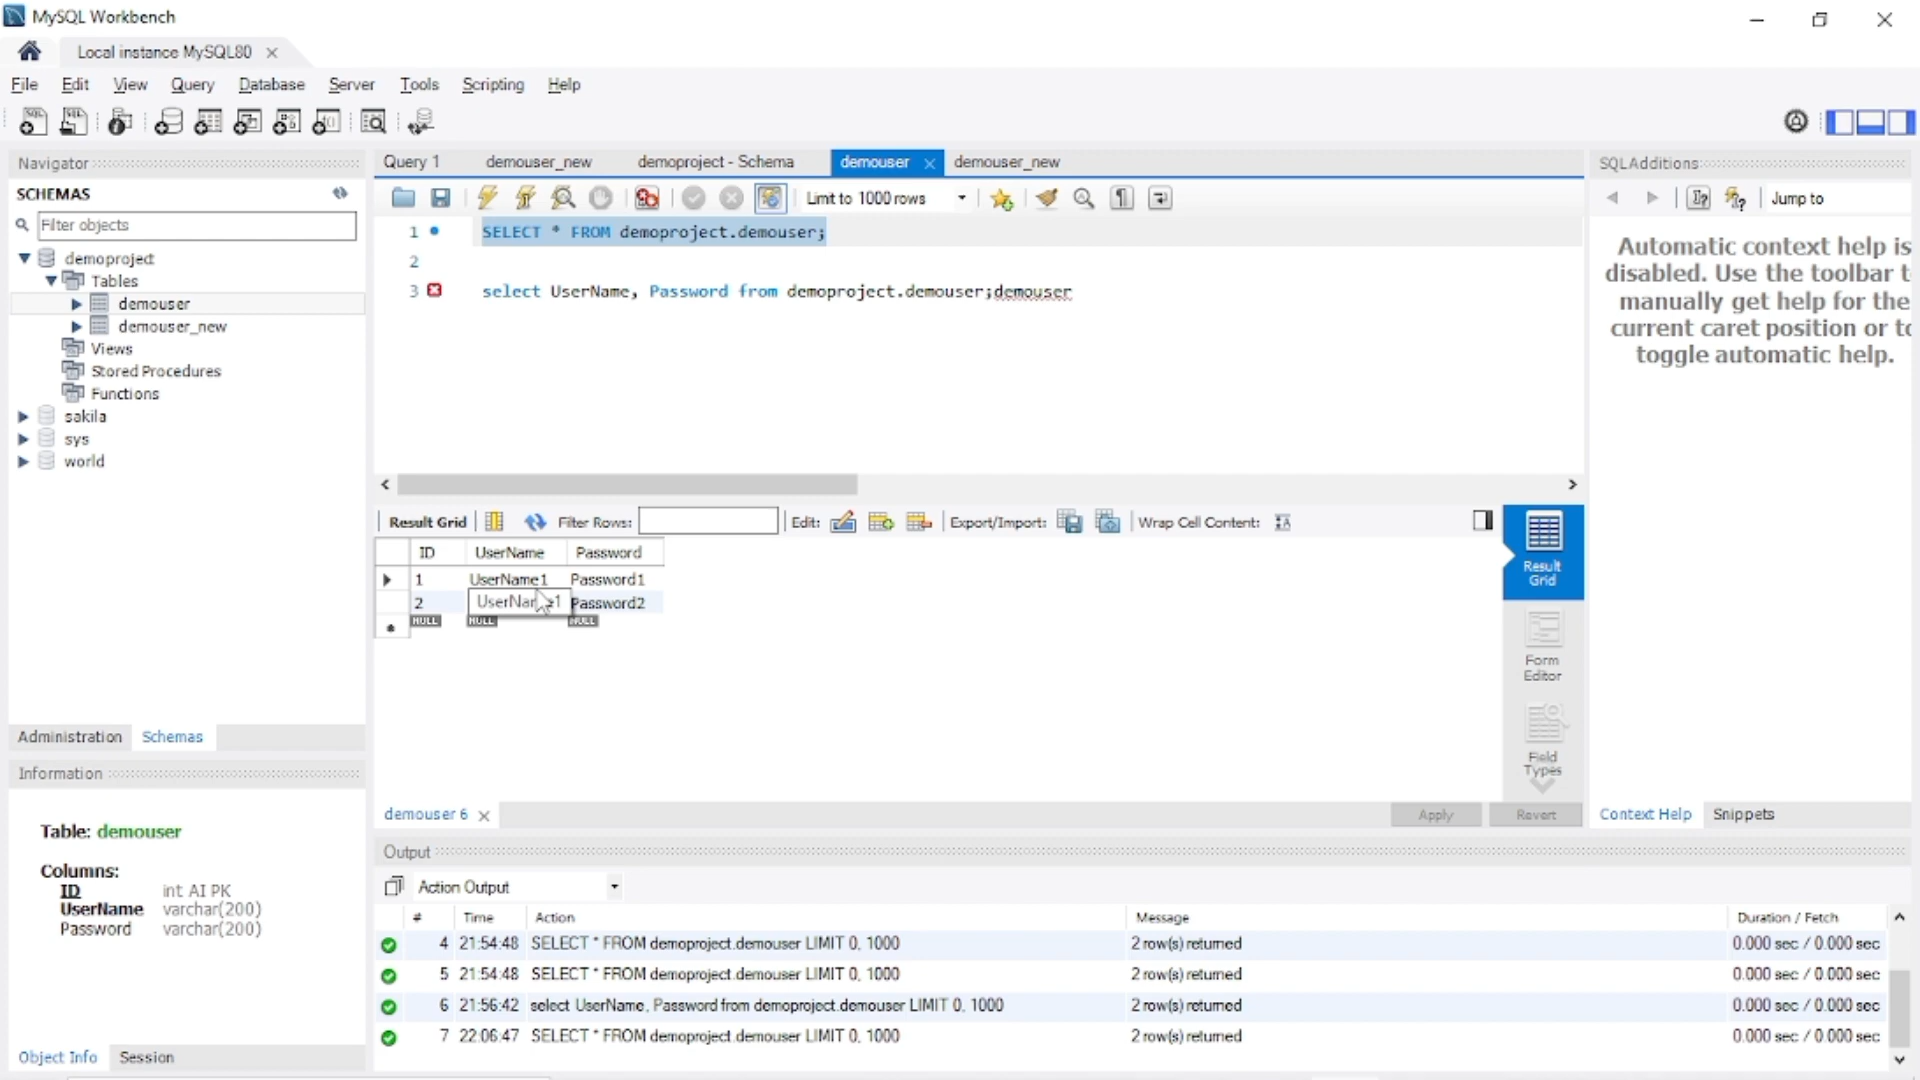 MySQL Workbench
Local instance MySQL80
File Edit View Query Database Server Tools Scripting Help
Navigator
SCHEMAS
Filter objects
demoproject
Tables
demouser
demouser_new
Views
Stored Procedures
Functions
sakila
sys
world
Administration Schemas
Information
Table: demouser
Columns:
ID int AI PK
UserName varchar(200)
Password varchar(200)
Object Info Session
Query 1 demouser_new demoproject - Schema demouser demouser_new
Limit to 1000 rows
1 SELECT * FROM demoproject.demouser;
2
3 select UserName, Password from demoproject.demouser;demouser
Result Grid Filter Rows: Edit: Export/Import: Wrap Cell Content:
ID UserName Password
1 UserName1 Password1
2 Password2
NULL NULL NULL
Result
Grid
Form
Editor
Field
Types
demouser 6
Apply Revert
Output
Action Output
# Time Action Message Duration / Fetch
4 21:54:48 SELECT * FROM demoproject.demouser LIMIT 0, 1000 2 row(s) returned 0.000 sec / 0.000 sec
5 21:54:48 SELECT * FROM demoproject.demouser LIMIT 0, 1000 2 row(s) returned 0.000 sec / 0.000 sec
6 21:56:42 select UserName, Password from demoproject.demouser LIMIT 0, 1000 2 row(s) returned 0.000 sec / 0.000 sec
7 22:06:47 SELECT * FROM demoproject.demouser LIMIT 0, 1000 2 row(s) returned 0.000 sec / 0.000 sec
SQLAdditions
Jump to
Automatic context help is
disabled. Use the toolbar t
manually get help for the
current caret position or to
toggle automatic help.
Context Help Snippets